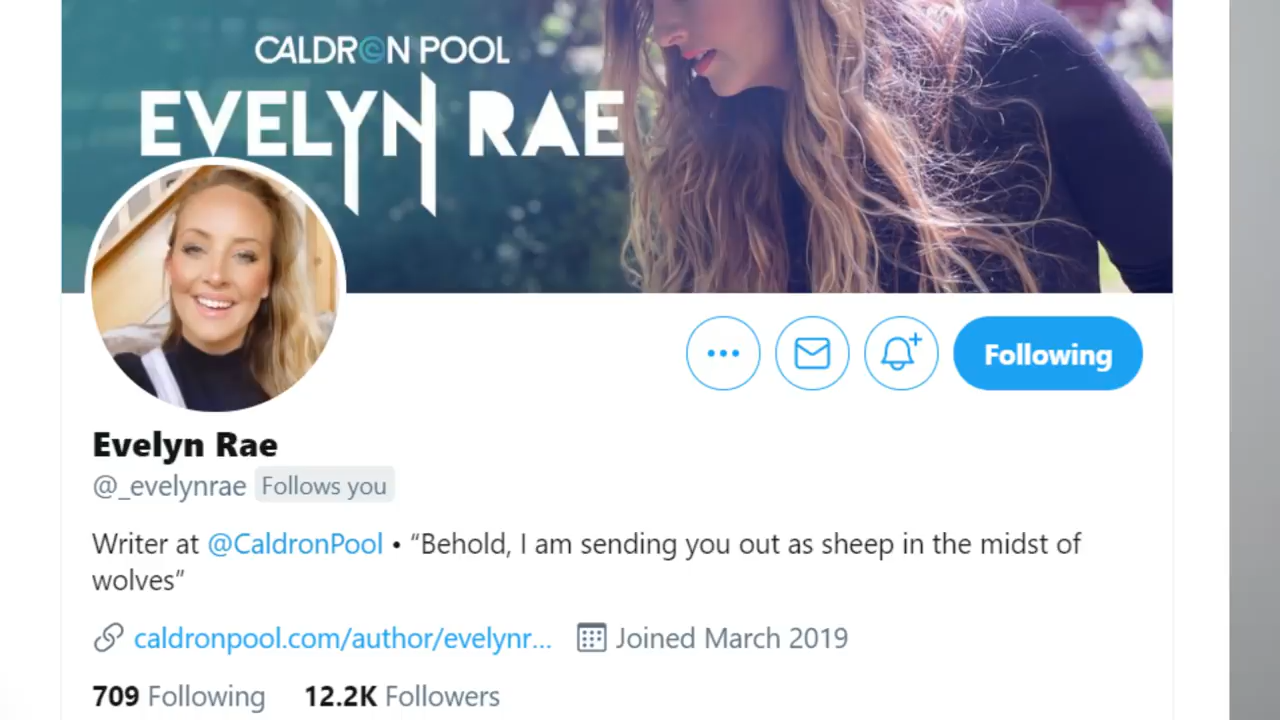 CALDRON POOL
EVELYN RAE
Following
Evelyn Rae
@_evelynrae Follows you
Writer at @CaldronPool • “Behold, I am sending you out as sheep in the midst of
wolves”
caldronpool.com/author/evelynr... Joined March 2019
709 Following 12.2K Followers